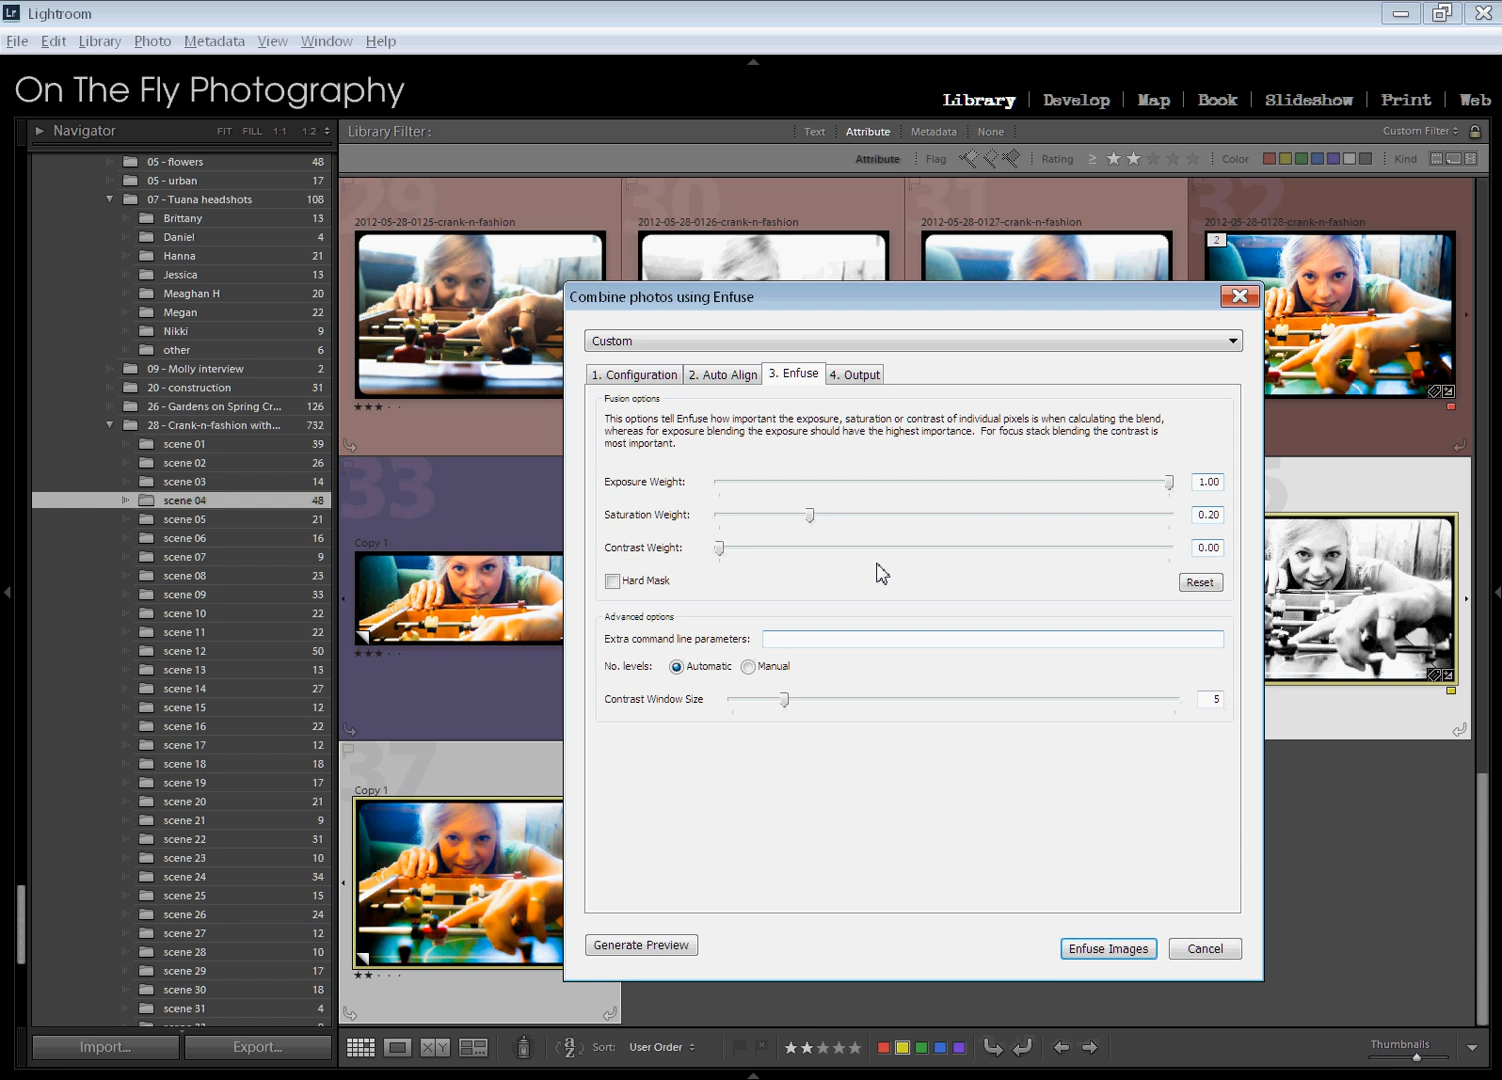 Lr Lightroom
File Edit Library Photo Metadata View Window Help
On The Fly Photography
Library | Develop | Map | Book | Slideshow | Print | Web
Navigator FIT FILL 1:1 1:2
Library Filter : Text Attribute Metadata None Custom Filter
Attribute Flag Rating ≥ ★★★★★ Color Kind
05 - flowers 48
05 - urban 17
07 - Tuana headshots 108
Brittany 13
Daniel 4
Hanna 21
Jessica 13
Meaghan H 20
Megan 22
Nikki 9
other 6
09 - Molly interview 2
20 - construction 31
26 - Gardens on Spring Cr... 126
28 - Crank-n-fashion with... 732
scene 01 39
scene 02 26
scene 03 14
scene 04 48
scene 05 21
scene 06 16
scene 07 9
scene 08 23
scene 09 33
scene 10 22
scene 11 22
scene 12 50
scene 13 13
scene 14 27
scene 15 12
scene 16 22
scene 17 12
scene 18 18
scene 19 17
scene 20 21
scene 21 9
scene 22 31
scene 23 10
scene 24 34
scene 25 15
scene 26 24
scene 27 12
scene 28 10
scene 29 17
scene 30 18
scene 31 4
Import... Export...
29 30 31 32
2012-05-28-0125-crank-n-fashion 2012-05-28-0126-crank-n-fashion 2012-05-28-0127-crank-n-fashion 2012-05-28-0128-crank-n-fashion
2
33
Copy 1
37
Copy 1
Combine photos using Enfuse
Custom
1. Configuration 2. Auto Align 3. Enfuse 4. Output
Fusion options
This options tell Enfuse how important the exposure, saturation or contrast of individual pixels is when calculating the blend,
whereas for exposure blending the exposure should have the highest importance. For focus stack blending the contrast is
most important.
Exposure Weight: 1.00
Saturation Weight: 0.20
Contrast Weight: 0.00
Hard Mask Reset
Advanced options
Extra command line parameters:
No. levels: Automatic Manual
Contrast Window Size 5
Generate Preview Enfuse Images Cancel
XY Sort: User Order Thumbnails